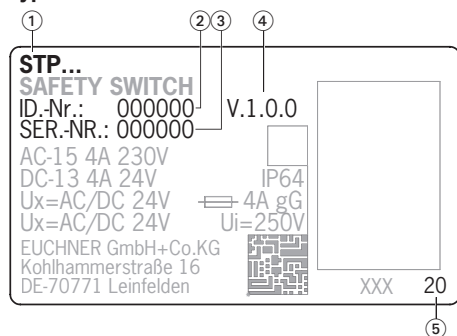 ① ② ③ ④
STP...
SAFETY SWITCH
ID.-Nr.: 000000 V.1.0.0
SER.-NR.: 000000
AC-15 4A 230V
DC-13 4A 24V IP64
Ux=AC/DC 24V 4A gG
Ux=AC/DC 24V Ui=250V
EUCHNER GmbH+Co.KG
Kohlhammerstraße 16
DE-70771 Leinfelden XXX 20
⑤